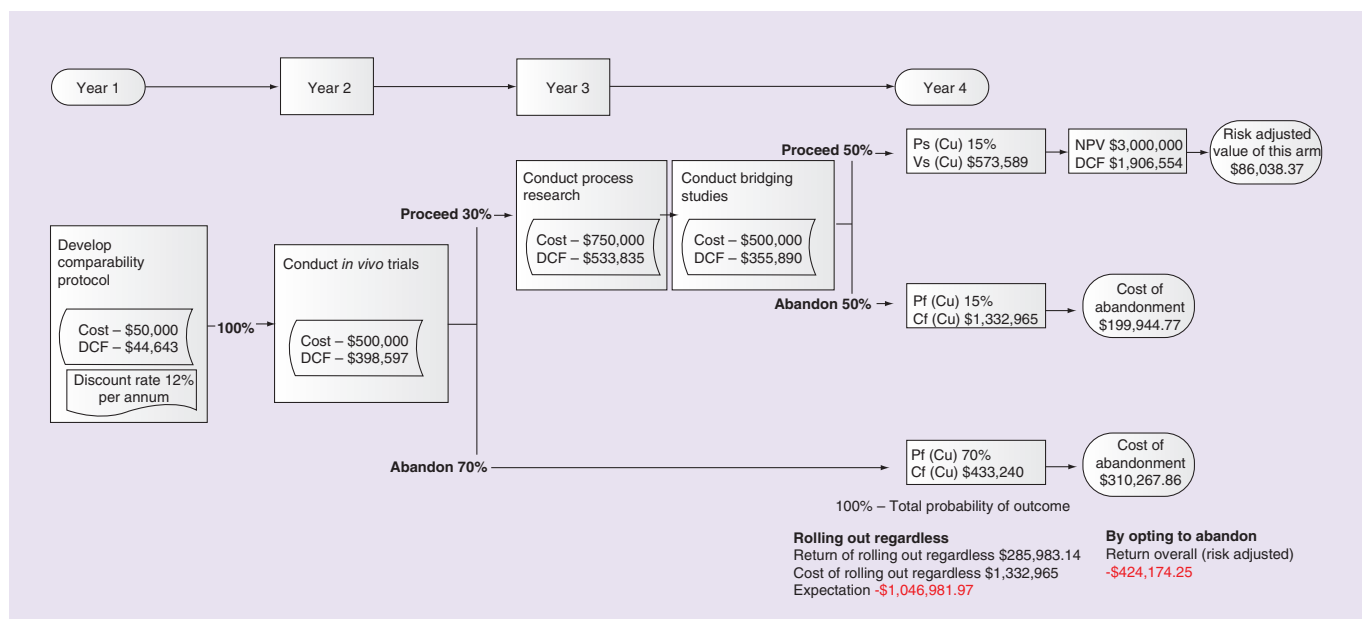 Year 1
Year 2
Year 3
Year 4
Develop
comparability
protocol
Cost – $50,000
DCF – $44,643
Discount rate 12%
per annum
100%
Conduct in vivo trials
Cost – $500,000
DCF – $398,597
Proceed 30%
Conduct process
research
Cost – $750,000
DCF – $533,835
Conduct bridging
studies
Cost – $500,000
DCF – $355,890
Proceed 50%
Ps (Cu) 15%
Vs (Cu) $573,589
NPV $3,000,000
DCF $1,906,554
Risk adjusted
value of this arm
$86,038.37
Abandon 50%
Pf (Cu) 15%
Cf (Cu) $1,332,965
Cost of
abandonment
$199,944.77
Abandon 70%
Pf (Cu) 70%
Cf (Cu) $433,240
Cost of
abandonment
$310,267.86
100% – Total probability of outcome
Rolling out regardless
Return of rolling out regardless $285,983.14
Cost of rolling out regardless $1,332,965
Expectation -$1,046,981.97
By opting to abandon
Return overall (risk adjusted)
-$424,174.25